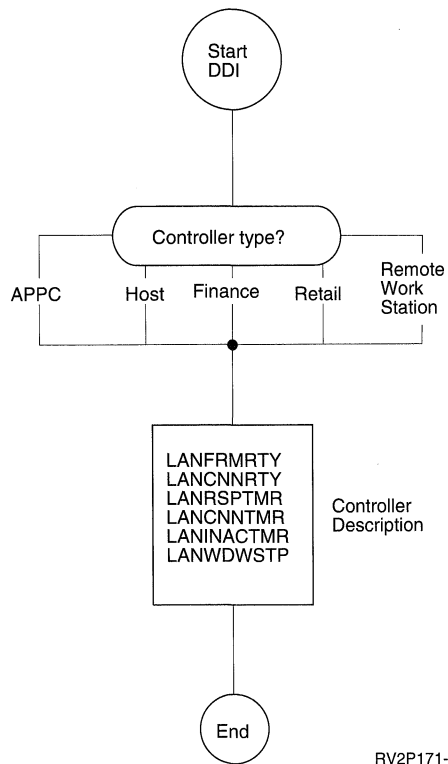 Start
DDI
Controller type?
APPC
Host
Finance
Retail
Remote
Work
Station
LANFRMRTY
LANCNNRTY
LANRSPTMR
LANCNNTMR
LANINACTMR
LANWDWSTP
Controller
Description
End
RV2P171-